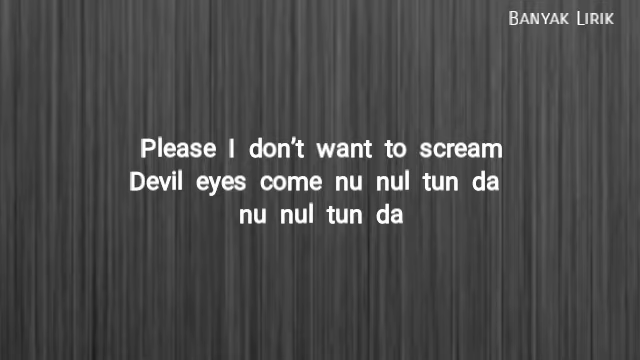 Banyak Lirik
Please I don't want to scream
Devil eyes come nu nul tun da
nu nul tun da